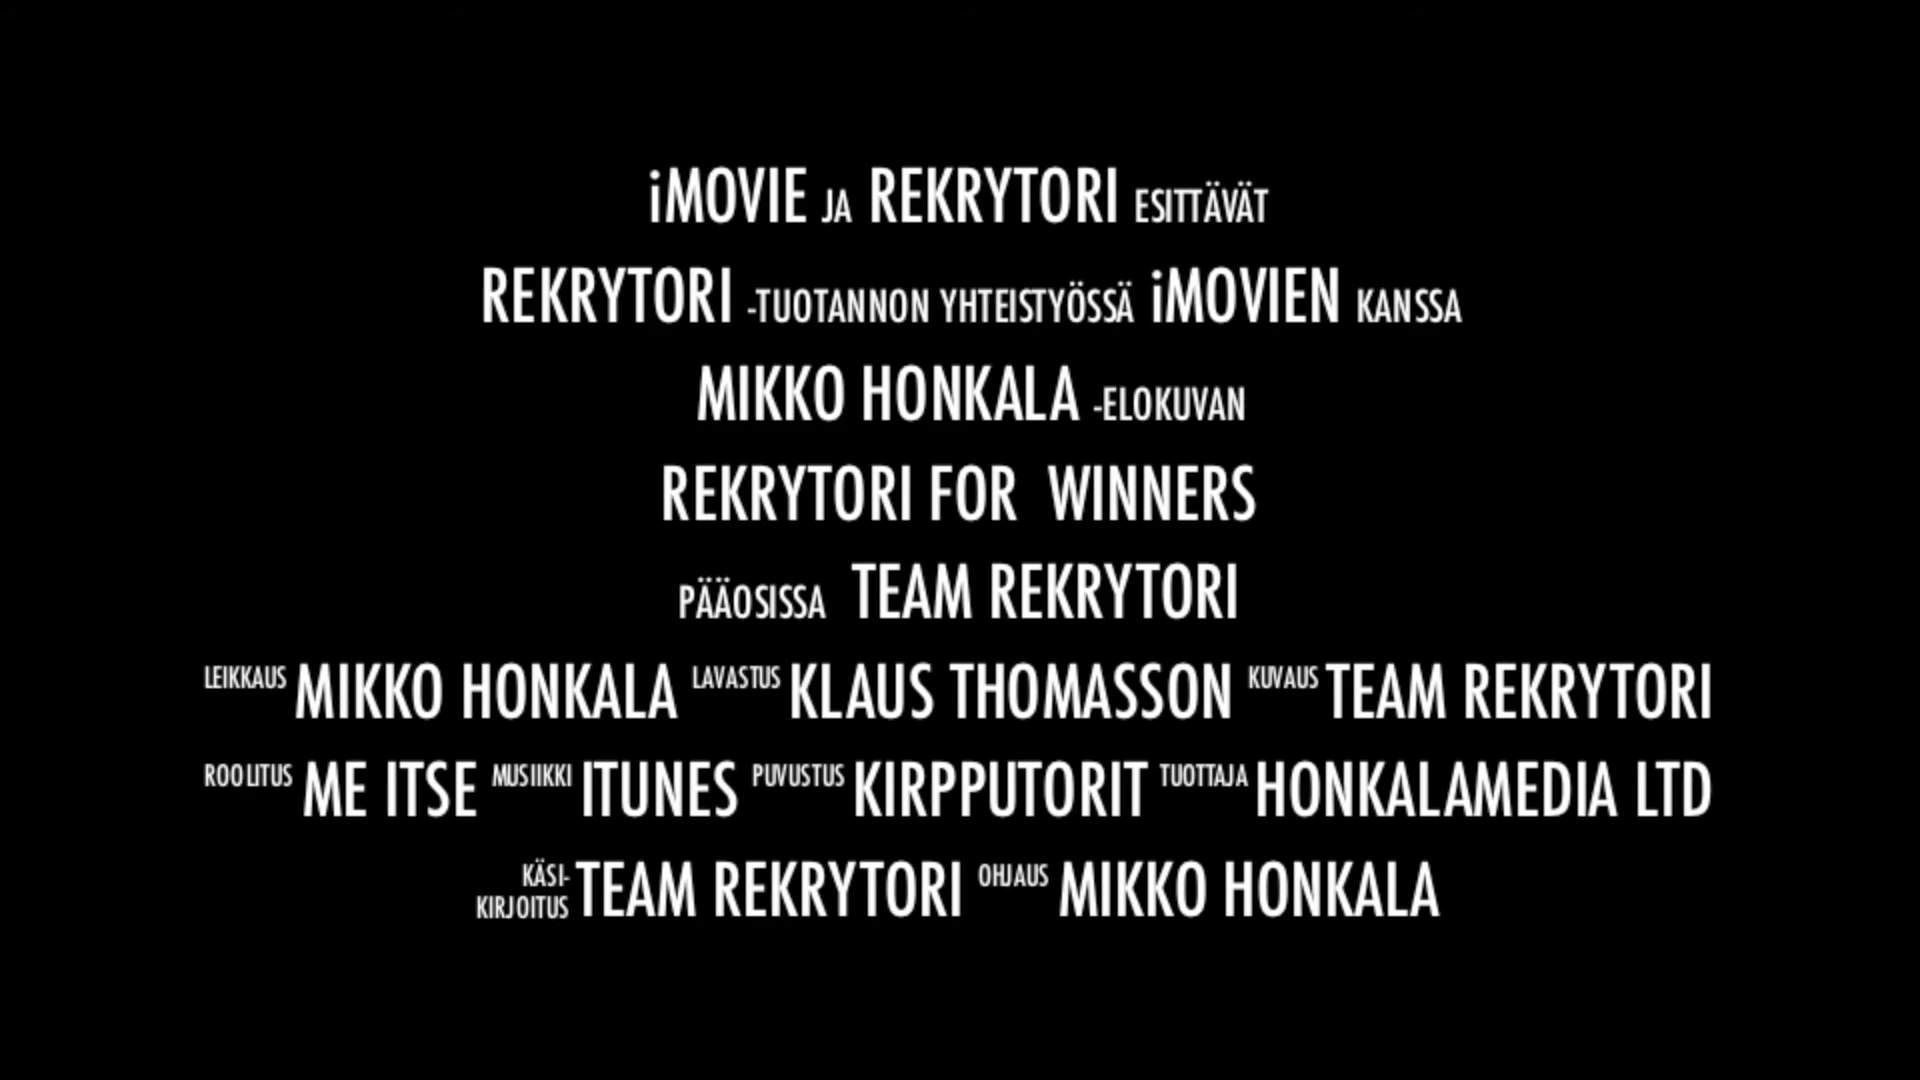 iMOVIE JA REKRYTORI ESITTÄVÄT
REKRYTORI -TUOTANNON YHTEISTYÖSSÄ iMOVIEN KANSSA
MIKKO HONKALA -ELOKUVAN
REKRYTORI FOR WINNERS
PÄÄOSISSA TEAM REKRYTORI
LEIKKAUS MIKKO HONKALA LAVASTUS KLAUS THOMASSON KUVAUS TEAM REKRYTORI
ROOLITUS ME ITSE MUSIIKKI ITUNES PUVUSTUS KIRPPUTORIT TUOTTAJA HONKALAMEDIA LTD
KÄSI-KIRJOITUS TEAM REKRYTORI OHJAUS MIKKO HONKALA